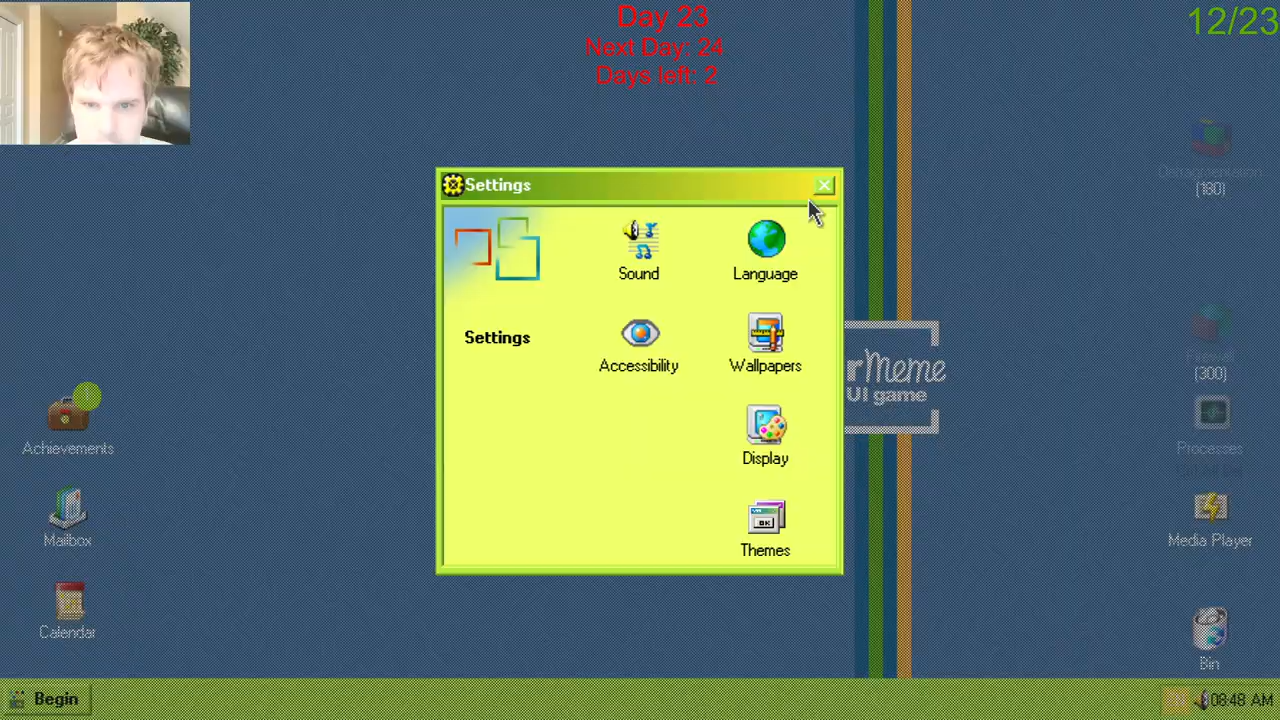 Day 23
Next Day: 24
Days left: 2
12/23
Settings
Sound
Language
Settings
Accessibility
Wallpapers
Display
Themes
rMeme
UI game
(180)
(300)
Processes
Media Player
Bin
Achievements
Mailbox
Calendar
Begin
08:48 AM